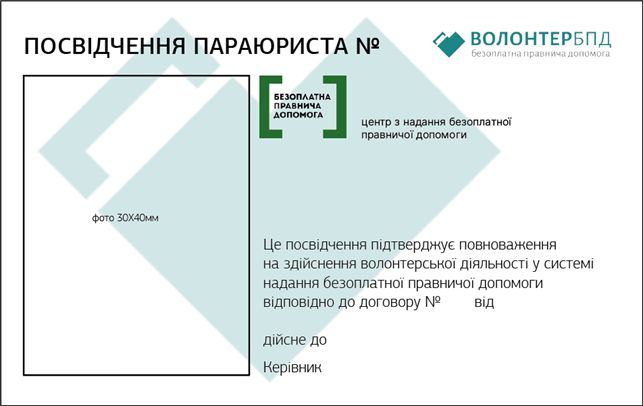 ПОСВІДЧЕННЯ ПАРАЮРИСТА №
ВОЛОНТЕРБПД
безоплатна правнича допомога
БЕЗОПЛАТНА
ПРАВНИЧА
ДОПОМОГА
центр з надання безоплатної
правничої допомоги
фото 30Х40мм
Це посвідчення підтверджує повноваження
на здійснення волонтерської діяльності у системі
надання безоплатної правничої допомоги
відповідно до договору № від
дійсне до
Керівник